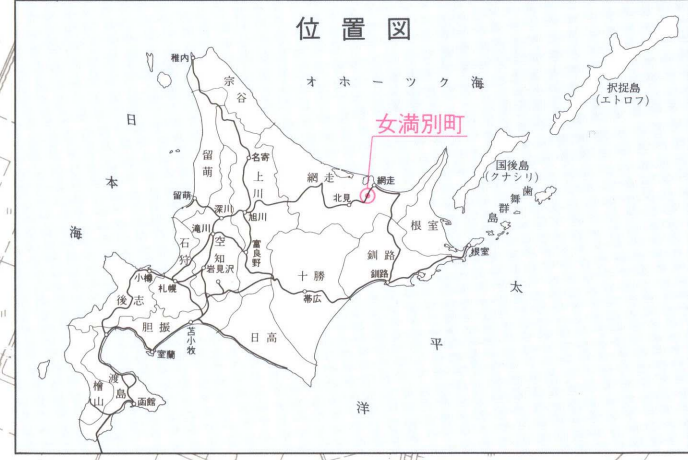 位置図
稚内
宗谷
オホーツク海
択捉島
(エトロフ)
日本海
女満別町
国後島
(クナシリ)
歯舞群島
留萌
名寄
上川
網走
網走
北見
留萌
深川
旭川
滝川
空知
石狩
岩見沢
富良野
根室
根室
釧路
釧路
十勝
帯広
小樽
札幌
後志
胆振
日高
苫小牧
室蘭
渡島
檜山
函館
太平洋